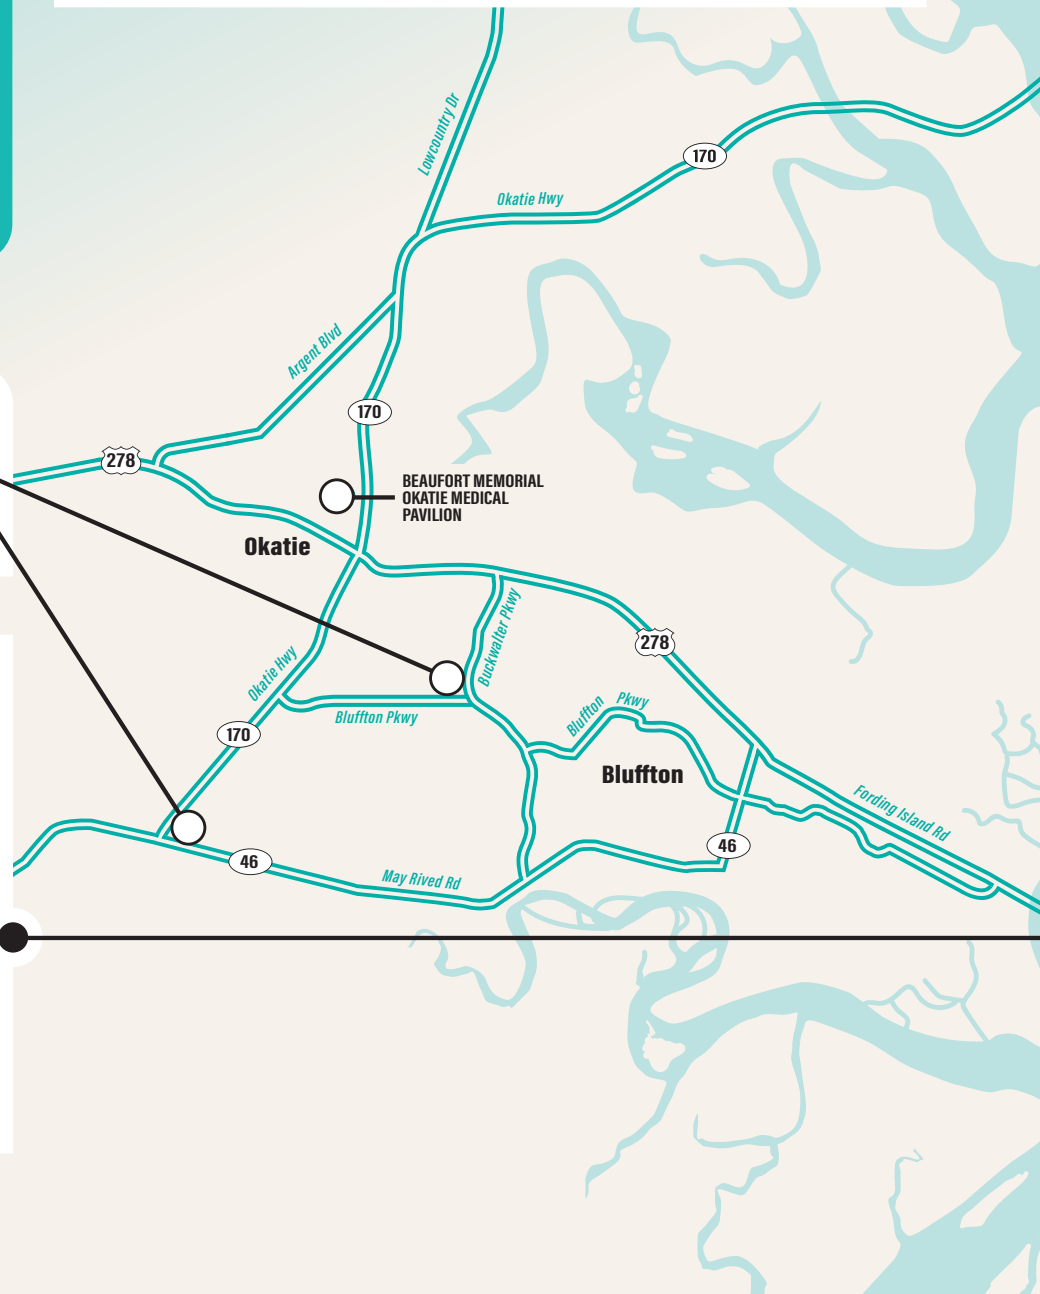 Lowcountry Dr
170
Okatie Hwy
Argent Blvd
170
278
BEAUFORT MEMORIAL
OKATIE MEDICAL
PAVILION
Okatie
Buckwalter Pkwy
278
Okatie Hwy
Bluffton Pkwy
Bluffton Pkwy
170
Bluffton
Fording Island Rd
46
46
May Rived Rd